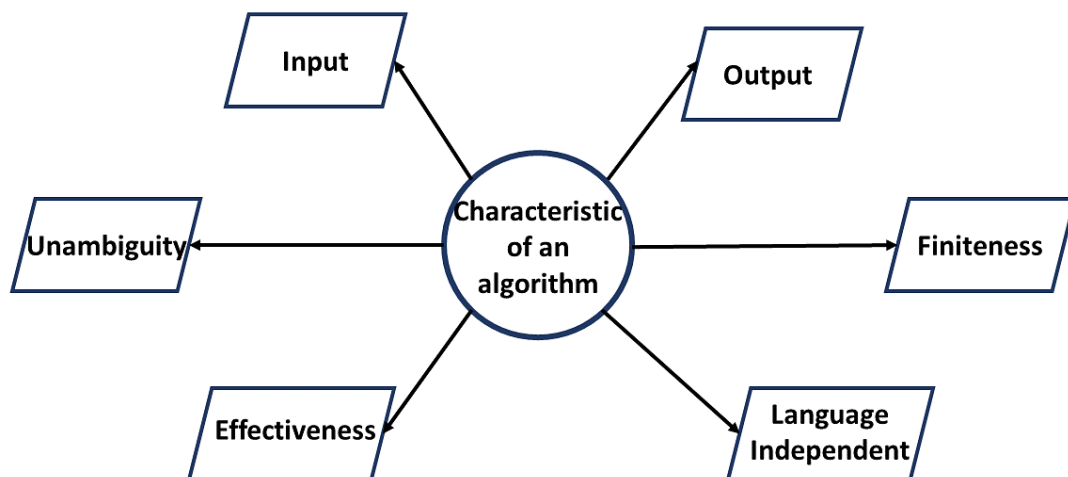 Input
Output
Characteristic
of an
algorithm
Unambiguity
Finiteness
Effectiveness
Language
Independent